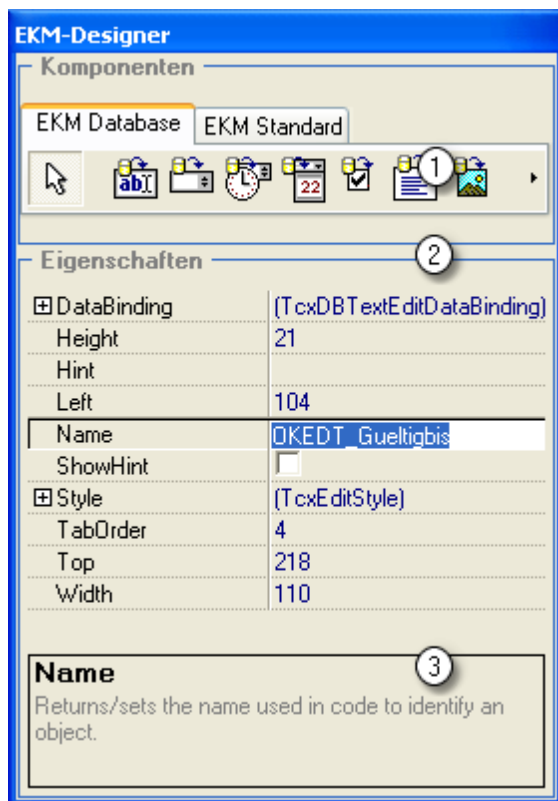 EKM-Designer
Komponenten
EKM Database EKM Standard
abI 22 1
Eigenschaften 2
DataBinding (TcxDBTextEditDataBinding)
Height 21
Hint
Left 104
Name OKEDT_Gueltigbis
ShowHint
Style (TcxEditStyle)
TabOrder 4
Top 218
Width 110
Name 3
Returns/sets the name used in code to identify an
object.